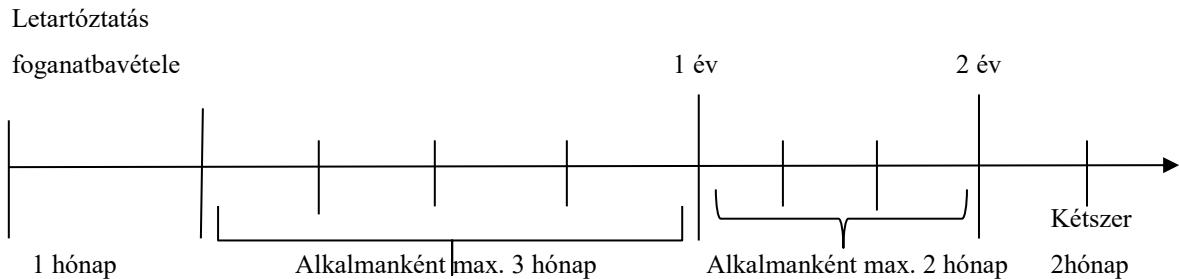 Letartóztatás
foganatbavétele
1 év
2 év
Kétszer
1 hónap
Alkalmanként max. 3 hónap
Alkalmanként max. 2 hónap
2hónap